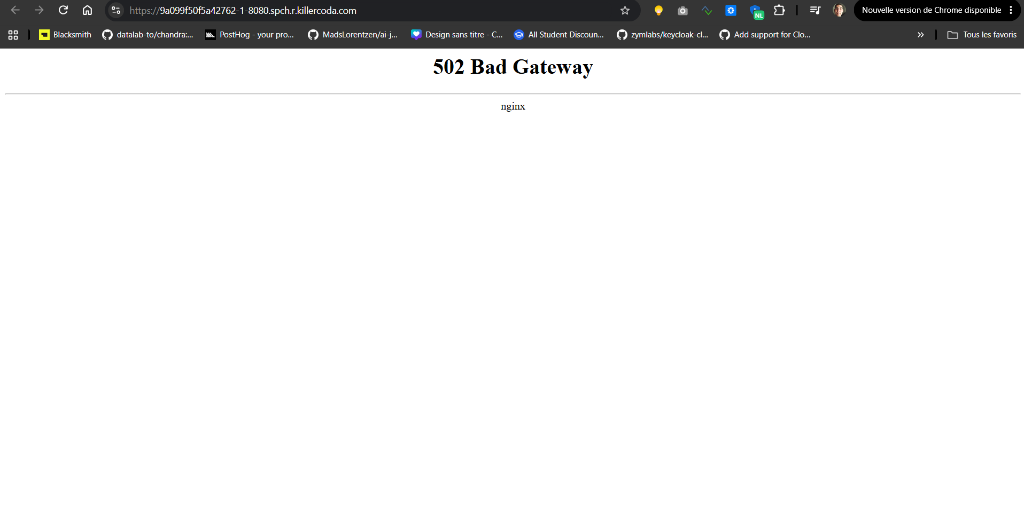 https://9a099f50f5a42762-1-8080.spch.r.killercoda.com
NL
Nouvelle version de Chrome disponible
Blacksmith
datalab-to/chandra:...
PostHog - your pro...
MadsLorentzen/ai-j...
Design sans titre - C...
All Student Discoun...
zymlabs/keycloak-cl...
Add support for Clo...
»
Tous les favoris
502 Bad Gateway
nginx